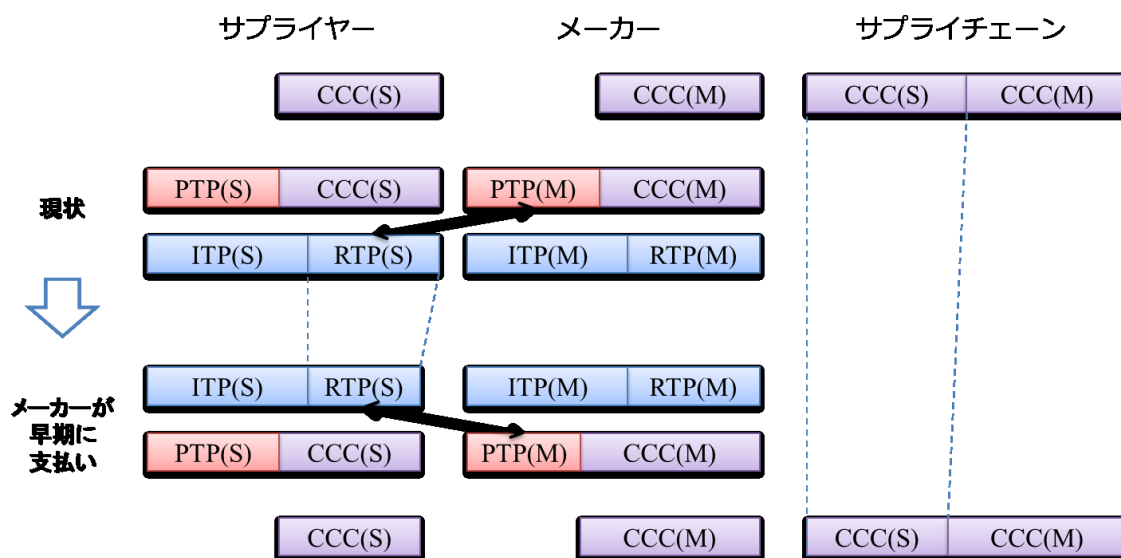 サプライヤー
メーカー
サプライチェーン
CCC(S)
CCC(M)
CCC(S)
CCC(M)
現状
PTP(S)
CCC(S)
PTP(M)
CCC(M)
ITP(S)
RTP(S)
ITP(M)
RTP(M)
メーカーが
早期に
支払い
ITP(S)
RTP(S)
ITP(M)
RTP(M)
PTP(S)
CCC(S)
PTP(M)
CCC(M)
CCC(S)
CCC(M)
CCC(S)
CCC(M)